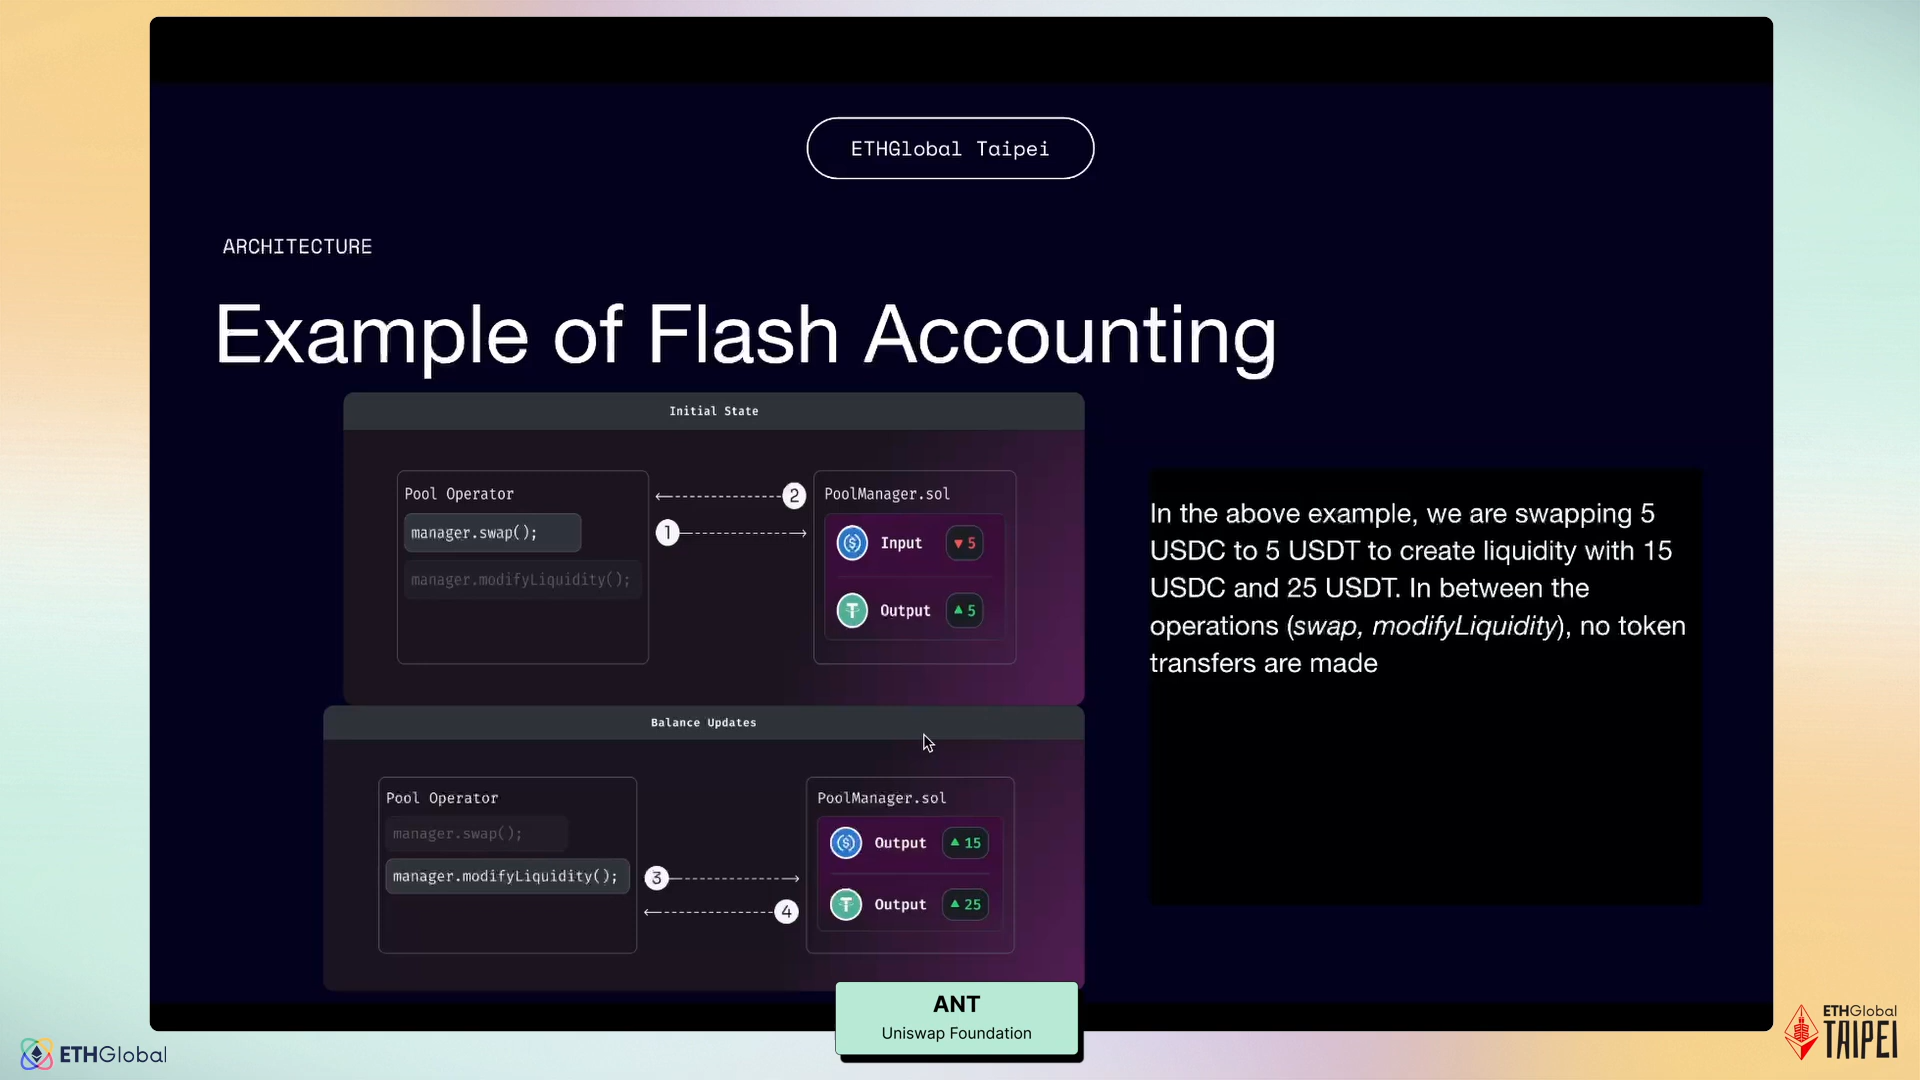 ETHGlobal Taipei
ARCHITECTURE
Example of Flash Accounting
Initial State
Pool Operator
manager.swap();
manager.modifyLiquidity();
2
1
PoolManager.sol
Input
5
Output
5
In the above example, we are swapping 5
USDC to 5 USDT to create liquidity with 15
USDC and 25 USDT. In between the
operations (swap, modifyLiquidity), no token
transfers are made
Balance Updates
Pool Operator
manager.swap();
manager.modifyLiquidity();
3
4
PoolManager.sol
Output
15
Output
25
ANT
Uniswap Foundation
ETHGlobal
ETHGlobal
TAIPEI